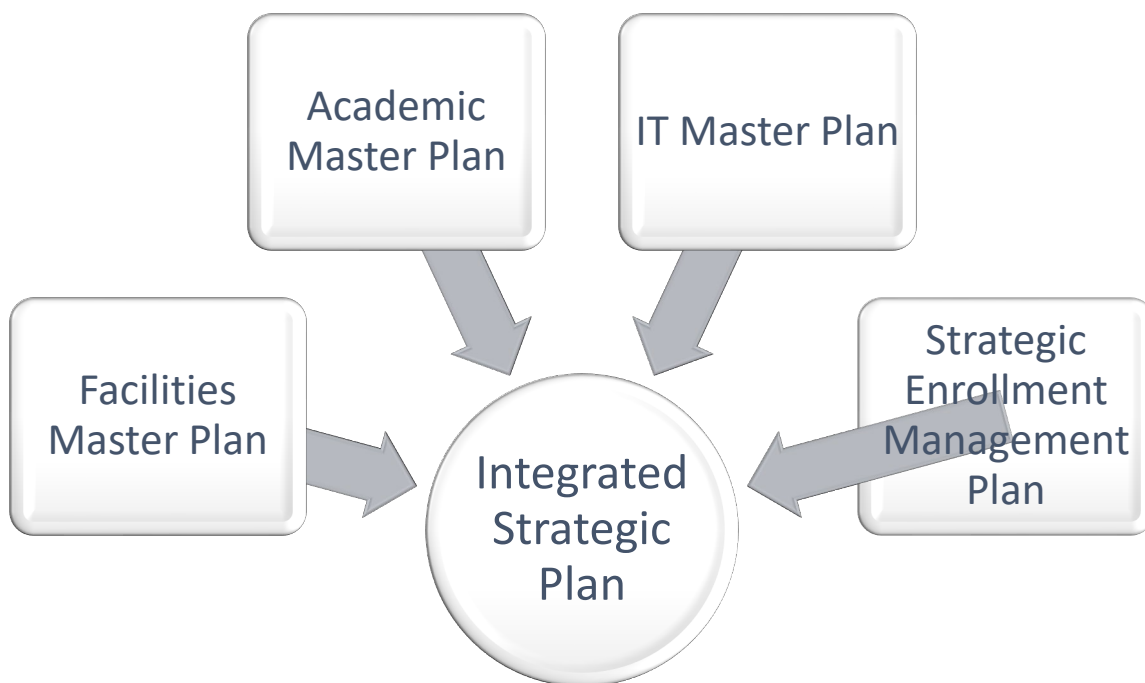 Academic
Master Plan
IT Master Plan
Facilities
Master Plan
Strategic
Enrollment
Management
Plan
Integrated
Strategic
Plan